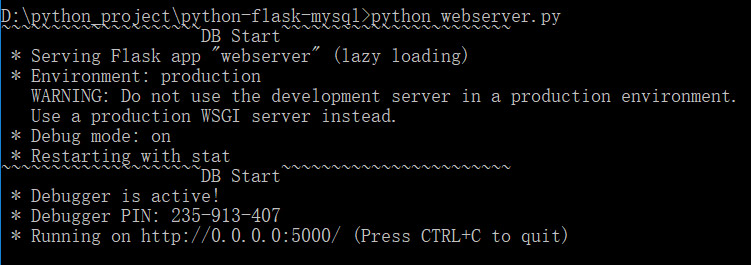 D:\python_project\python-flask-mysql>python webserver.py
~~~~~~~~~~~~~~~~~~~DB Start~~~~~~~~~~~~~~~~~~~~~~
 * Serving Flask app "webserver" (lazy loading)
 * Environment: production
   WARNING: Do not use the development server in a production environment.
   Use a production WSGI server instead.
 * Debug mode: on
 * Restarting with stat
~~~~~~~~~~~~~~~~~~~DB Start~~~~~~~~~~~~~~~~~~~~~~
 * Debugger is active!
 * Debugger PIN: 235-913-407
 * Running on http://0.0.0.0:5000/ (Press CTRL+C to quit)